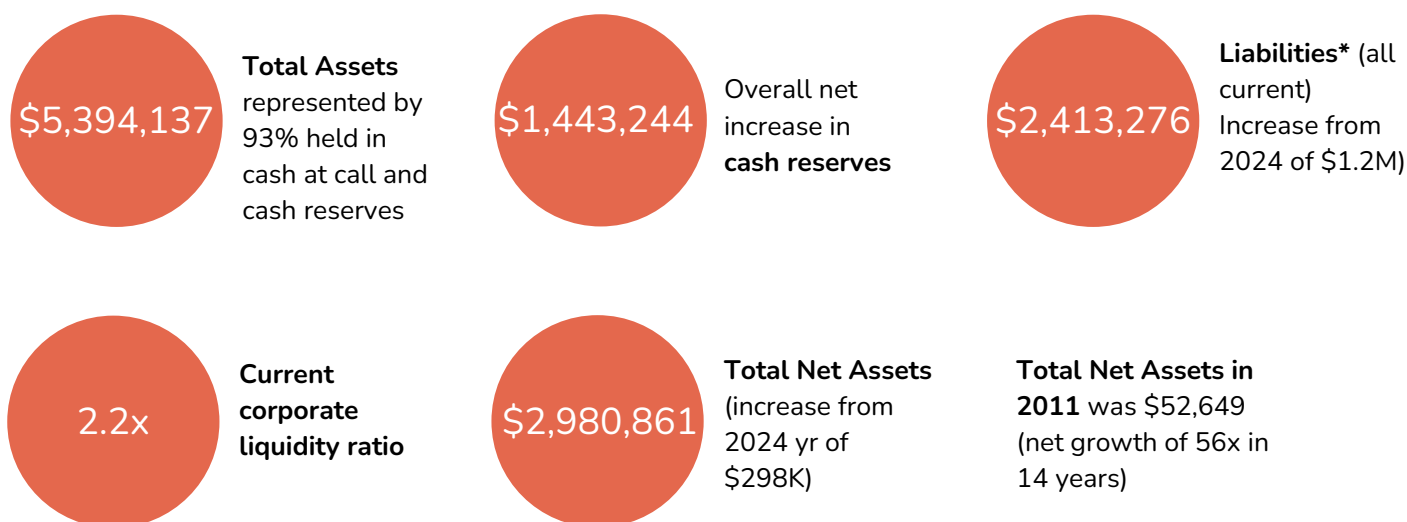 $5,394,137
Total Assets
represented by
93% held in
cash at call and
cash reserves
$1,443,244
Overall net
increase in
cash reserves
$2,413,276
Liabilities* (all
current)
Increase from
2024 of $1.2M)
2.2x
Current
corporate
liquidity ratio
$2,980,861
Total Net Assets
(increase from
2024 yr of
$298K)
Total Net Assets in
2011 was $52,649
(net growth of 56x in
14 years)